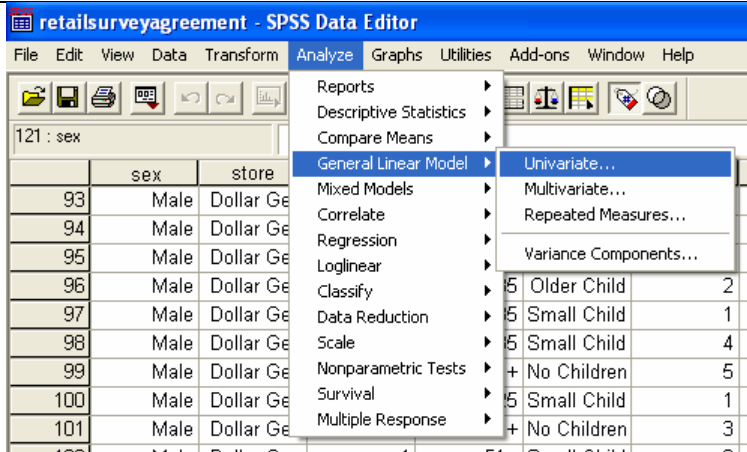 retailsurveyagreement - SPSS Data Editor
File Edit View Data Transform Analyze Graphs Utilities Add-ons Window Help
121 : sex
Reports
Descriptive Statistics
Compare Means
General Linear Model
Mixed Models
Correlate
Regression
Loglinear
Classify
Data Reduction
Scale
Nonparametric Tests
Survival
Multiple Response
Univariate...
Multivariate...
Repeated Measures...
Variance Components...
sex store
93 Male Dollar Ge
94 Male Dollar Ge
95 Male Dollar Ge
96 Male Dollar Ge 5 Older Child 2
97 Male Dollar Ge 5 Small Child 1
98 Male Dollar Ge 5 Small Child 4
99 Male Dollar Ge + No Children 5
100 Male Dollar Ge 5 Small Child 1
101 Male Dollar Ge + No Children 3